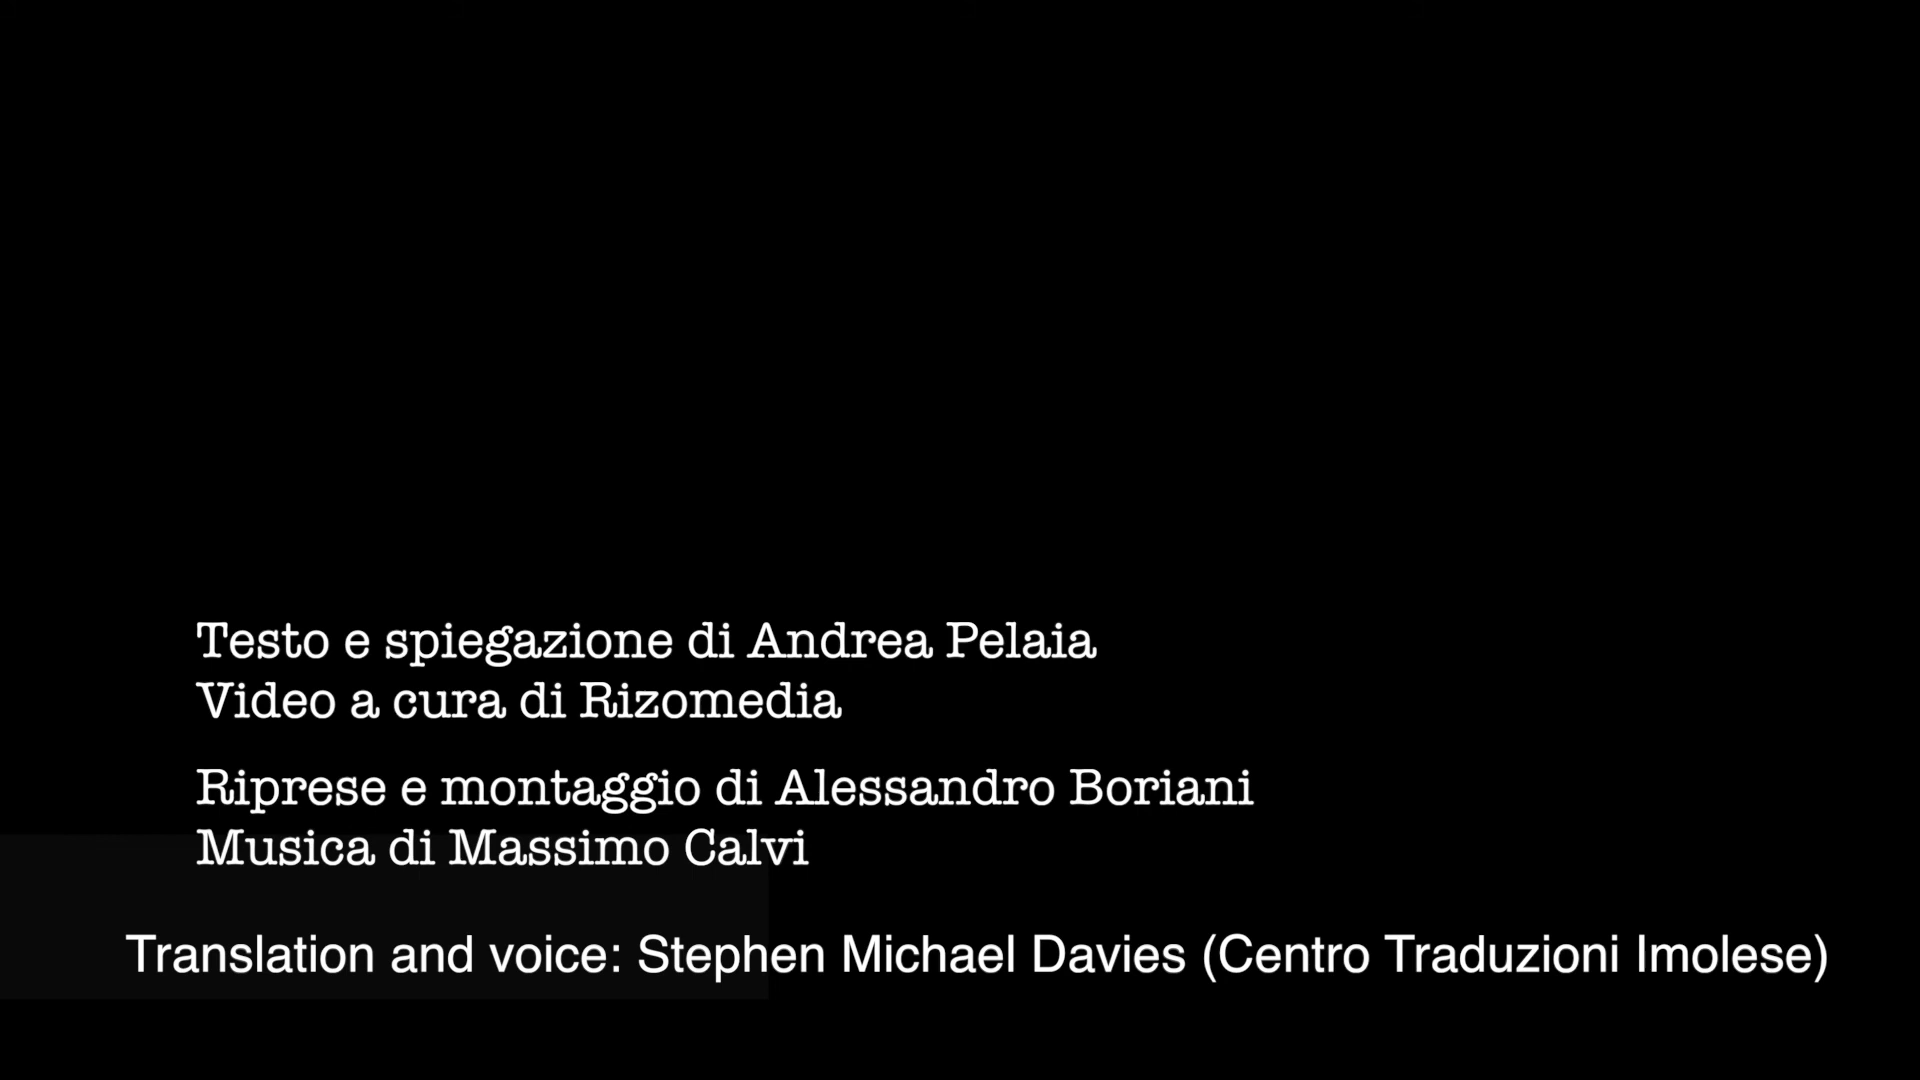 Testo e spiegazione di Andrea Pelaia
Video a cura di Rizomedia
Riprese e montaggio di Alessandro Boriani
Musica di Massimo Calvi
Translation and voice: Stephen Michael Davies (Centro Traduzioni Imolese)